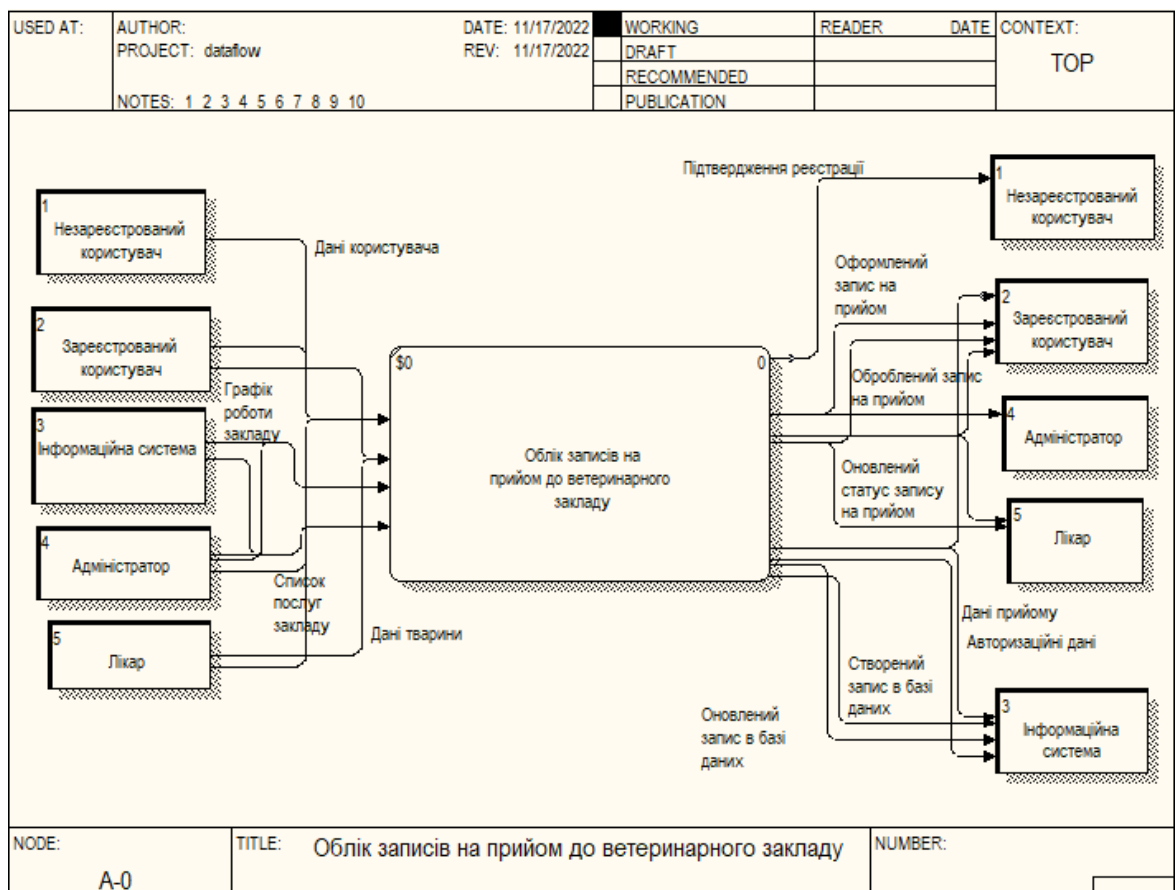 USED AT:
AUTHOR:
DATE: 11/17/2022
WORKING
READER
DATE
CONTEXT:
PROJECT: dataflow
REV: 11/17/2022
DRAFT
TOP
RECOMMENDED
NOTES: 1 2 3 4 5 6 7 8 9 10
PUBLICATION
1
Незареєстрований
користувач
2
Зареєстрований
користувач
3
Інформаційна система
4
Адміністратор
5
Лікар
Дані користувача
Графік
роботи
закладу
Список
послуг
закладу
Дані тварини
$0
0
Облік записів на
прийом до ветеринарного
закладу
Підтвердження реєстрації
Оформлений
запис на
прийом
Оброблений запис
на прийом
Оновлений
статус запису
на прийом
Дані прийому
Авторизаційні дані
Створений
запис в базі
даних
Оновлений
запис в базі
даних
1
Незареєстрований
користувач
2
Зареєстрований
користувач
4
Адміністратор
5
Лікар
3
Інформаційна
система
NODE:
A-0
TITLE:
Облік записів на прийом до ветеринарного закладу
NUMBER: